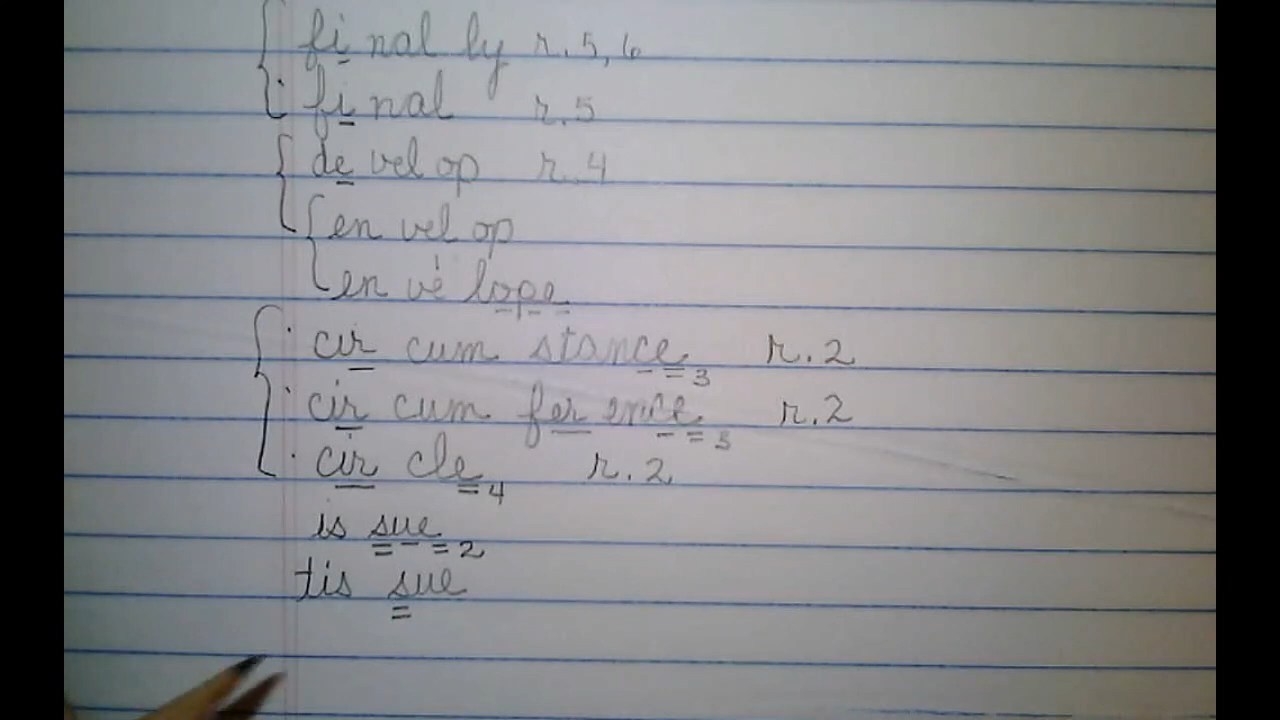 fi nal ly r. 5, 6
fi nal r. 5
de vel op r. 4
en vel op
en ve lope
cir cum stance 3 r. 2
cir cum fer ence 3 r. 2
cir cle 4 r. 2
is sue 2
tis sue